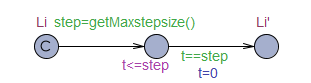 Li step=getMaxstepsize() Li'
C
t<=step t==step
t=0